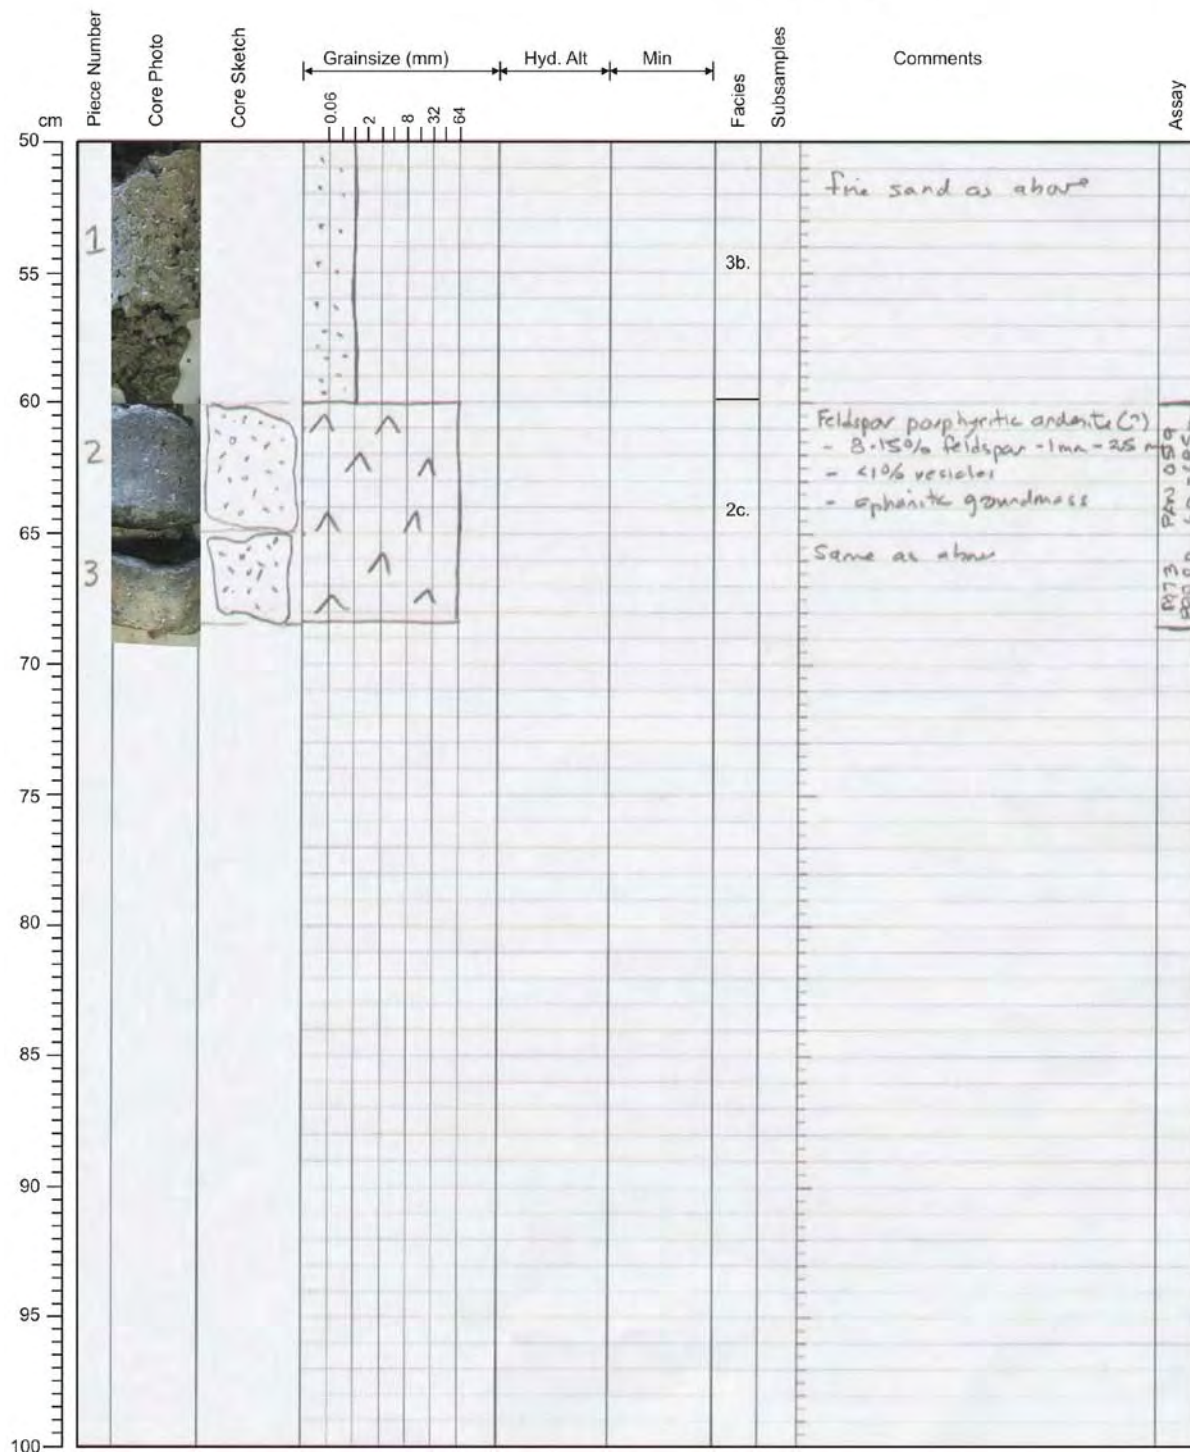 Piece Number
Core Photo
Core Sketch
Grainsize (mm)
Hyd. Alt
Min
Facies
Subsamples
Comments
Assay
cm
0.06
2
8
32
64
50
fine sand as above
1
3b.
55
60
Feldspar porphyritic andesite (?)
2
- 8-15% feldspar -1mm - 2.5
- <1% vesicles
- aphanitic groundmass
2c.
65
Same as above
3
70
75
80
85
90
95
100